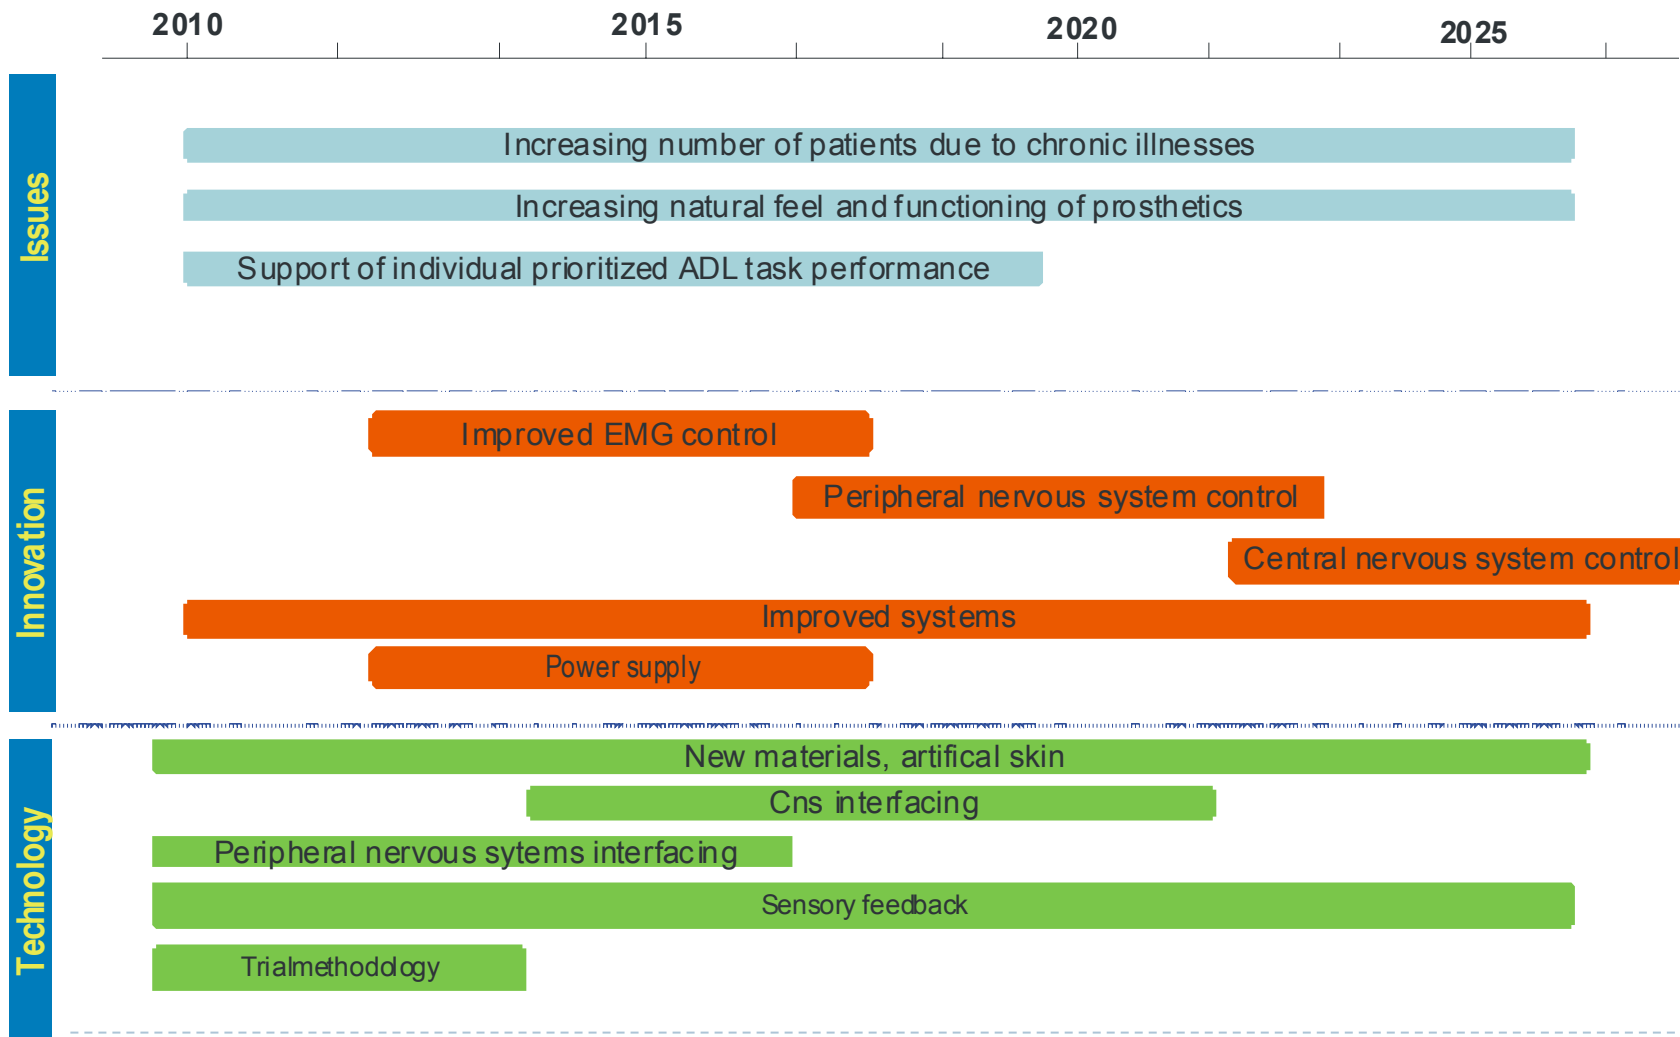 2010 2015 2020 2025
Issues
Increasing number of patients due to chronic illnesses
Increasing natural feel and functioning of prosthetics
Support of individual prioritized ADL task performance
Innovation
Improved EMG control
Peripheral nervous system control
Central nervous system control
Improved systems
Power supply
Technology
New materials, artifical skin
Cns interfacing
Peripheral nervous sytems interfacing
Sensory feedback
Trialmethodology